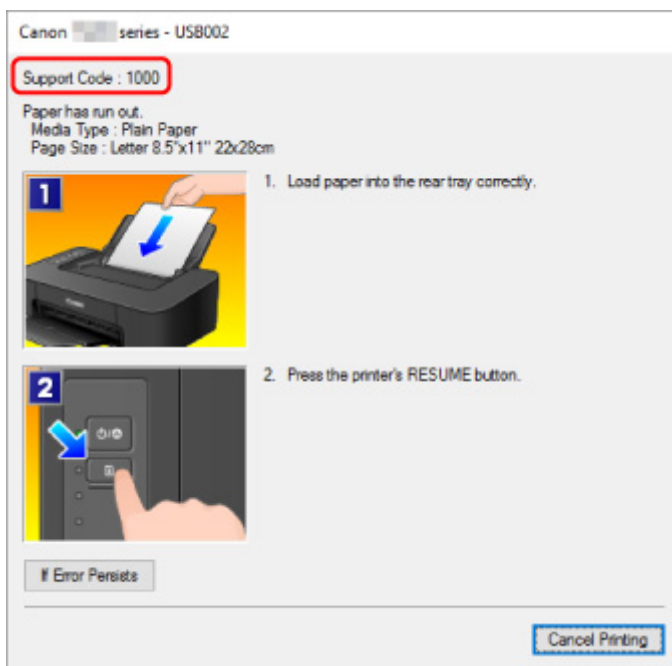 Canon series - USB002
Support Code : 1000
Paper has run out.
Media Type : Plain Paper
Page Size : Letter 8.5"x11" 22x28cm
1
1. Load paper into the rear tray correctly.
2
2. Press the printer's RESUME button.
If Error Persists
Cancel Printing